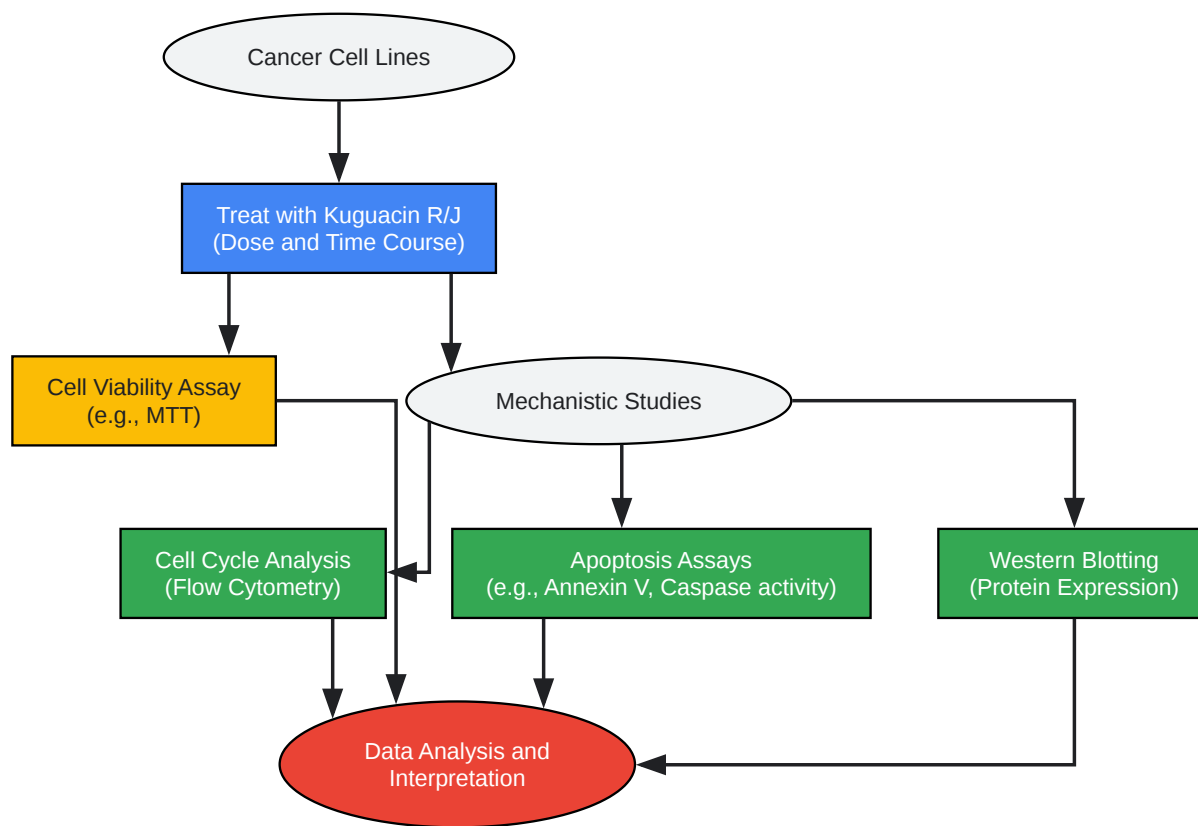 Cancer Cell Lines
Treat with Kuguacin R/J
(Dose and Time Course)
Cell Viability Assay
(e.g., MTT)
Mechanistic Studies
Cell Cycle Analysis
(Flow Cytometry)
Apoptosis Assays
(e.g., Annexin V, Caspase activity)
Western Blotting
(Protein Expression)
Data Analysis and
Interpretation